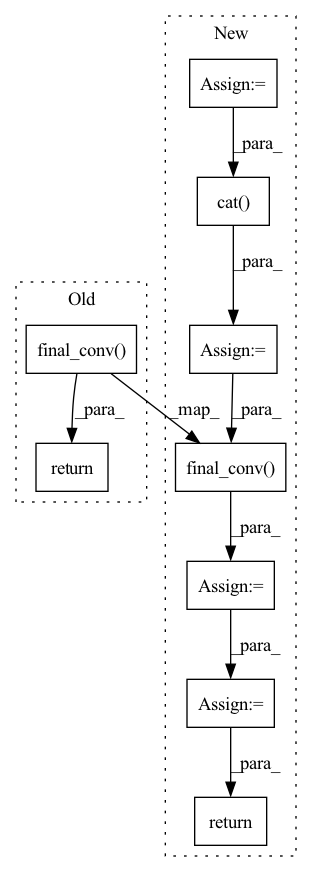 New
Assign:=
_para_
cat()
_para_
Old
Assign:=
final_conv()
_para_
_map_
_para_
return
final_conv()
_para_
Assign:=
_para_
Assign:=
_para_
return